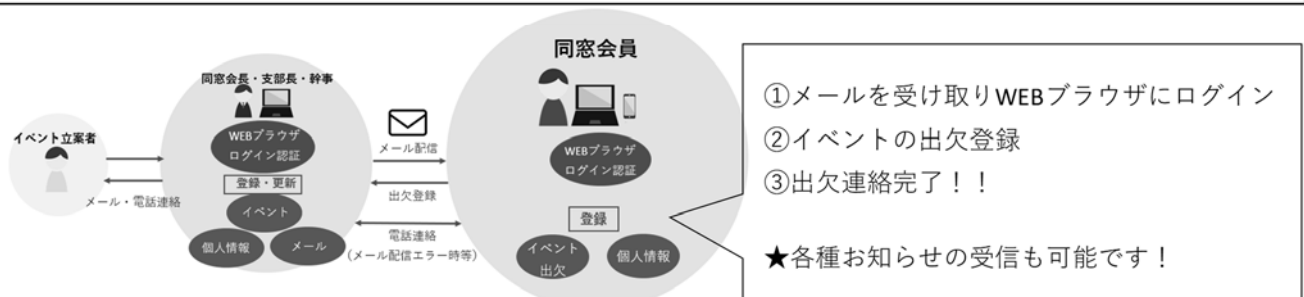 イベント立案者
メール・電話連絡
同窓会長・支部長・幹事
WEBブラウザ
ログイン認証
登録・更新
イベント
個人情報
メール
メール配信
出欠登録
電話連絡
(メール配信エラー時等)
同窓会員
WEBブラウザ
ログイン認証
登録
イベント
出欠
個人情報
①メールを受け取りWEBブラウザにログイン
②イベントの出欠登録
③出欠連絡完了！！
★各種お知らせの受信も可能です！